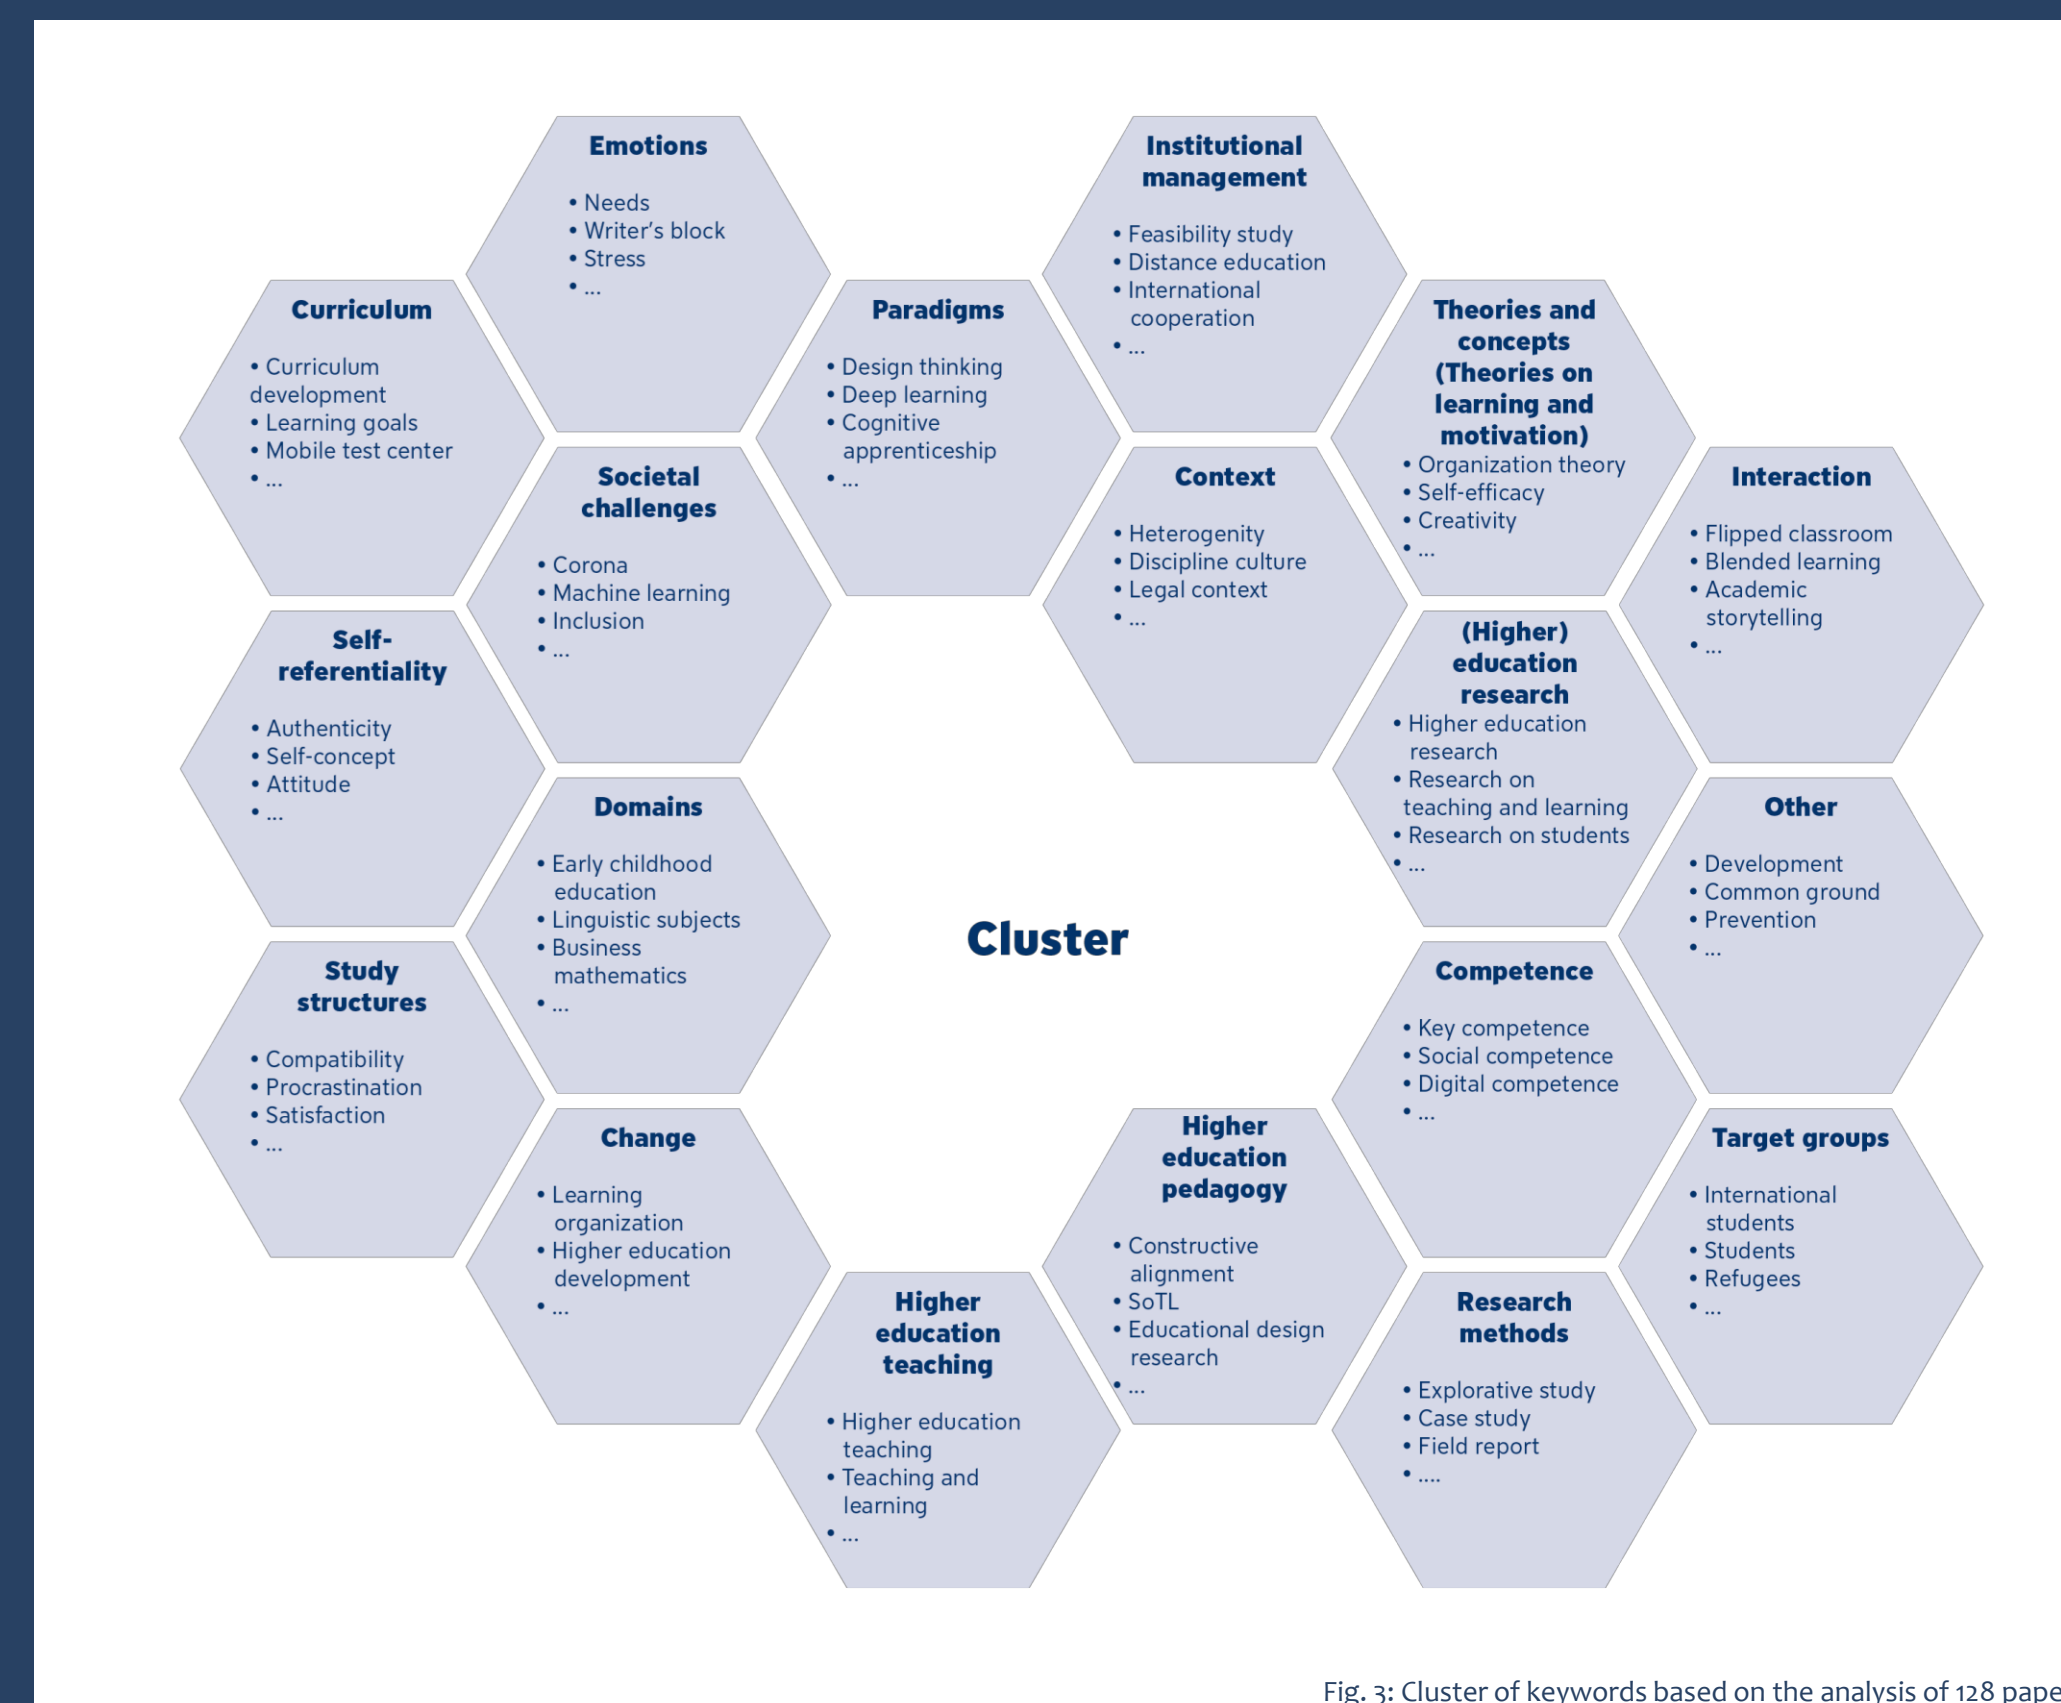 Emotions
• Needs
• Writer's block
• Stress
• ...
Institutional
management
• Feasibility study
• Distance education
• International
cooperation
• ...
Curriculum
• Curriculum
development
• Learning goals
• Mobile test center
• ...
Paradigms
• Design thinking
• Deep learning
• Cognitive
apprenticeship
• ...
Theories and
concepts
(Theories on
learning and
motivation)
• Organization theory
• Self-efficacy
• Creativity
• ...
Societal
challenges
• Corona
• Machine learning
• Inclusion
• ...
Context
• Heterogenity
• Discipline culture
• Legal context
• ...
Interaction
• Flipped classroom
• Blended learning
• Academic
storytelling
• ...
Self-
referentiality
• Authenticity
• Self-concept
• Attitude
• ...
(Higher)
education
research
• Higher education
research
• Research on
teaching and learning
• Research on students
• ...
Domains
• Early childhood
education
• Linguistic subjects
• Business
mathematics
• ...
Cluster
Other
• Development
• Common ground
• Prevention
• ...
Study
structures
• Compatibility
• Procrastination
• Satisfaction
• ...
Competence
• Key competence
• Social competence
• Digital competence
• ...
Change
• Learning
organization
• Higher education
development
• ...
Higher
education
pedagogy
• Constructive
alignment
• SoTL
• Educational design
research
• ...
Target groups
• International
students
• Students
• Refugees
• ...
Higher
education
teaching
• Higher education
teaching
• Teaching and
learning
• ...
Research
methods
• Explorative study
• Case study
• Field report
• ....
Fig. 3: Cluster of keywords based on the analysis of 128 pape